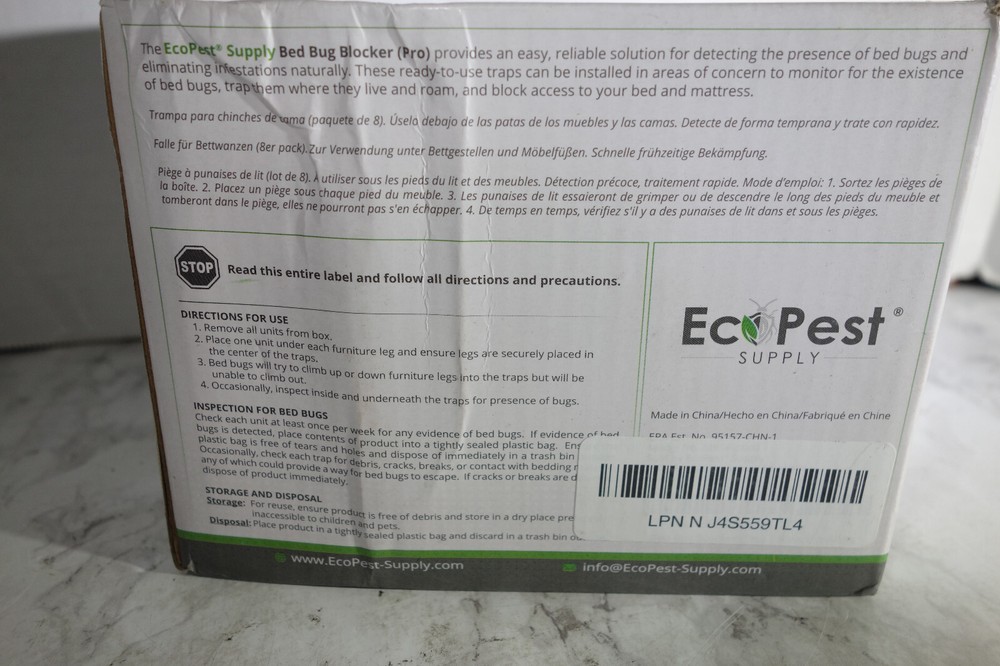 The EcoPest® Supply Bed Bug Blocker (Pro) provides an easy, reliable solution for detecting the presence of bed bugs and
eliminating infestations naturally. These ready-to-use traps can be installed in areas of concern to monitor for the existence
of bed bugs, trap them where they live and roam, and block access to your bed and mattress.
Trampa para chinches de cama (paquete de 8). Úselo debajo de las patas de los muebles y las camas. Detecte de forma temprana y trate con rapidez.
Falle für Bettwanzen (8er pack). Zur Verwendung unter Bettgestellen und Möbelfüßen. Schnelle frühzeitige Bekämpfung.
Piège à punaises de lit (lot de 8). À utiliser sous les pieds du lit et des meubles. Détection précoce, traitement rapide. Mode d'emploi: 1. Sortez les pièges de
la boîte. 2. Placez un piège sous chaque pied du meuble. 3. Les punaises de lit essaieront de grimper ou de descendre le long des pieds du meuble et
tomberont dans le piège, elles ne pourront pas s'en échapper. 4. De temps en temps, vérifiez s'il y a des punaises de lit dans et sous les pièges.
STOP
Read this entire label and follow all directions and precautions.
DIRECTIONS FOR USE
1. Remove all units from box.
2. Place one unit under each furniture leg and ensure legs are securely placed in
the center of the traps.
3. Bed bugs will try to climb up or down furniture legs into the traps but will be
unable to climb out.
4. Occasionally, inspect inside and underneath the traps for presence of bugs.
INSPECTION FOR BED BUGS
Check each unit at least once per week for any evidence of bed bugs. If evidence of bed
bugs is detected, place contents of product into a tightly sealed plastic bag. Ens
plastic bag is free of tears and holes and dispose of immediately in a trash bin
Occasionally, check each trap for debris, cracks, breaks, or contact with bedding
any of which could provide a way for bed bugs to escape. If cracks or breaks are d
dispose of product immediately.
STORAGE AND DISPOSAL
Storage: For reuse, ensure product is free of debris and store in a dry place pre
inaccessible to children and pets.
Disposal: Place product in a tightly sealed plastic bag and discard in a trash bin
EcoPest®
SUPPLY
Made in China/Hecho en China/Fabriqué en Chine
EPA Est. No. 95157-CHN-1
LPN N J4S559TL4
www.EcoPest-Supply.com
info@EcoPest-Supply.com